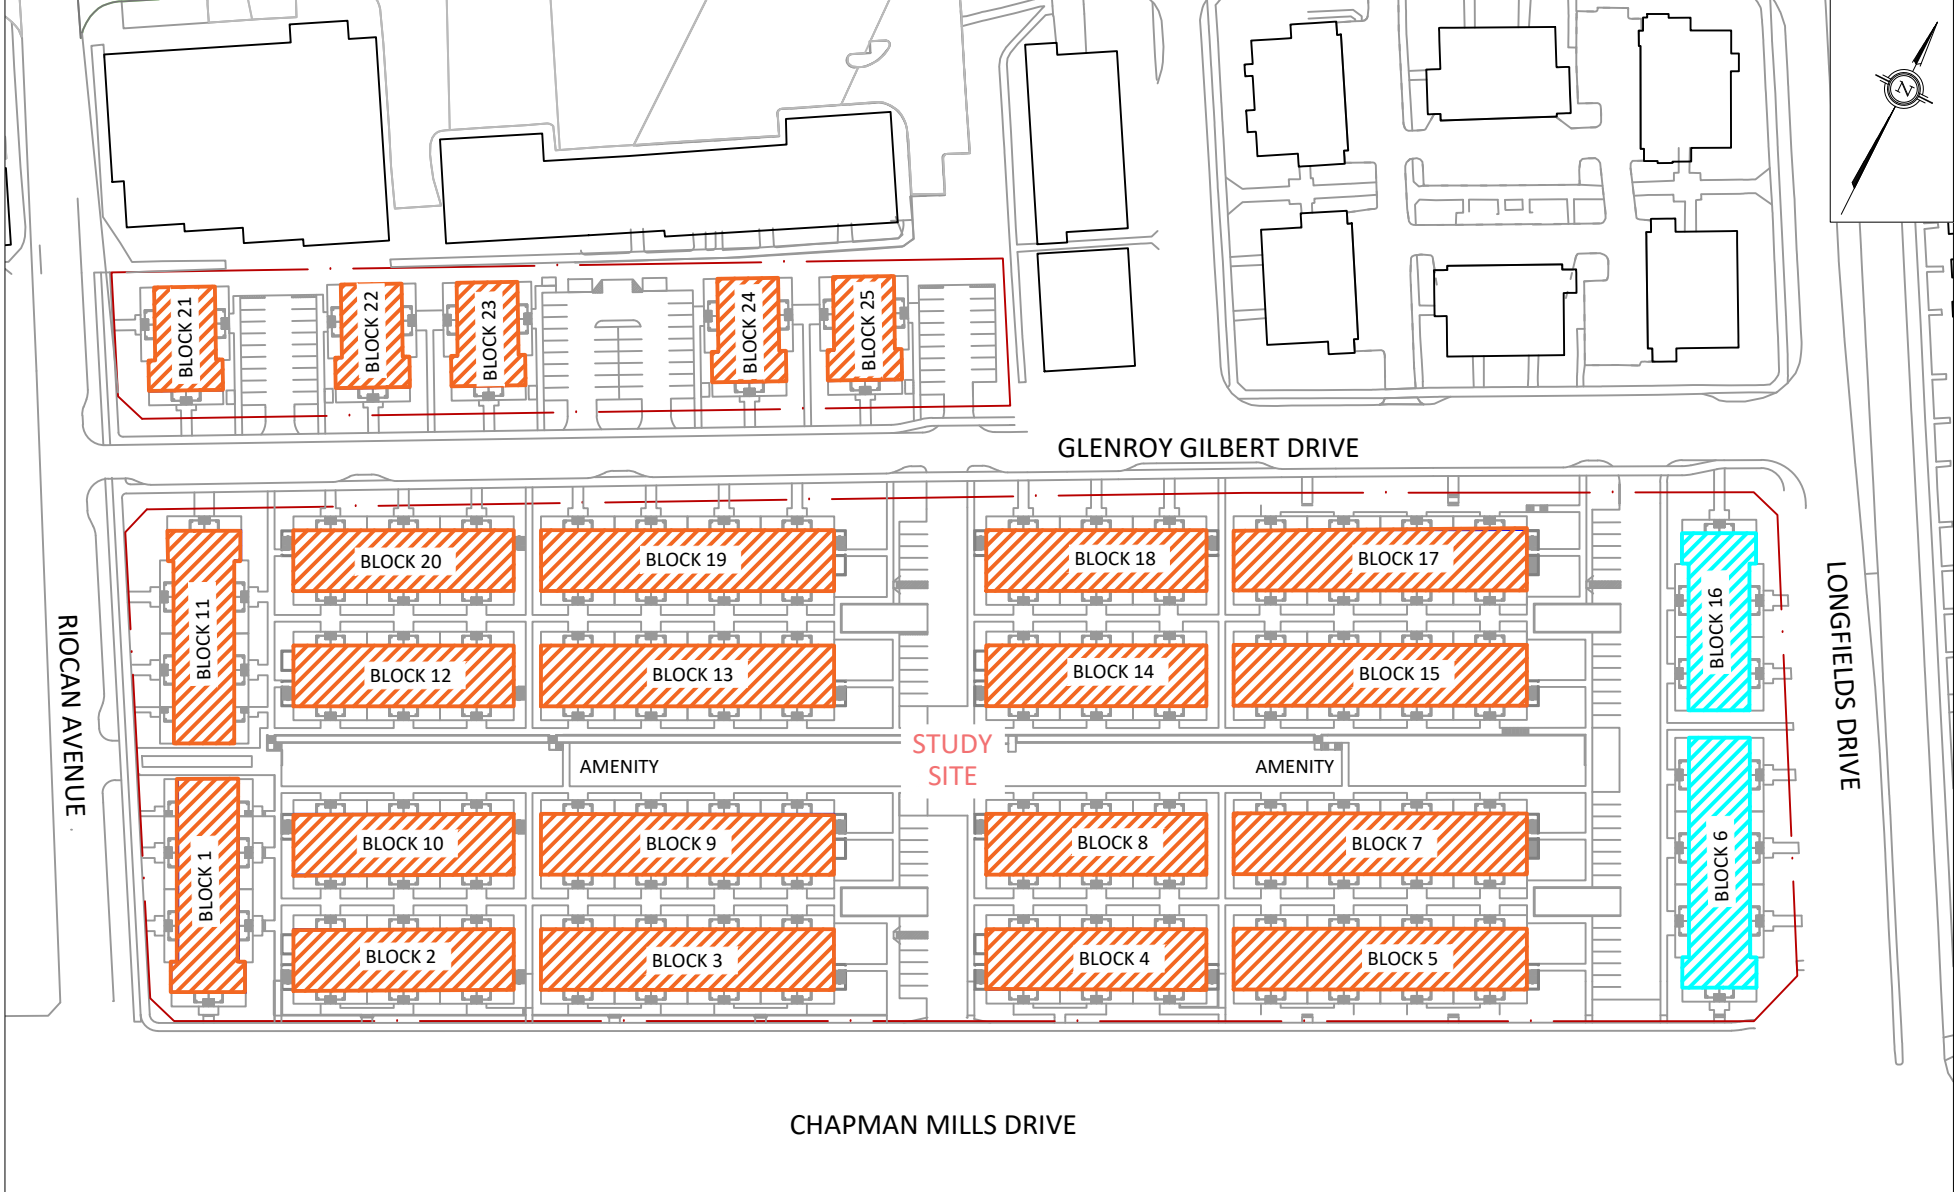 N
BLOCK 21
BLOCK 22
BLOCK 23
BLOCK 24
BLOCK 25
GLENROY GILBERT DRIVE
BLOCK 11
BLOCK 20
BLOCK 19
BLOCK 18
BLOCK 17
BLOCK 16
BLOCK 12
BLOCK 13
BLOCK 14
BLOCK 15
RIOCAN AVENUE
LONGFIELDS DRIVE
STUDY
SITE
AMENITY
AMENITY
BLOCK 1
BLOCK 10
BLOCK 9
BLOCK 8
BLOCK 7
BLOCK 6
BLOCK 2
BLOCK 3
BLOCK 4
BLOCK 5
CHAPMAN MILLS DRIVE